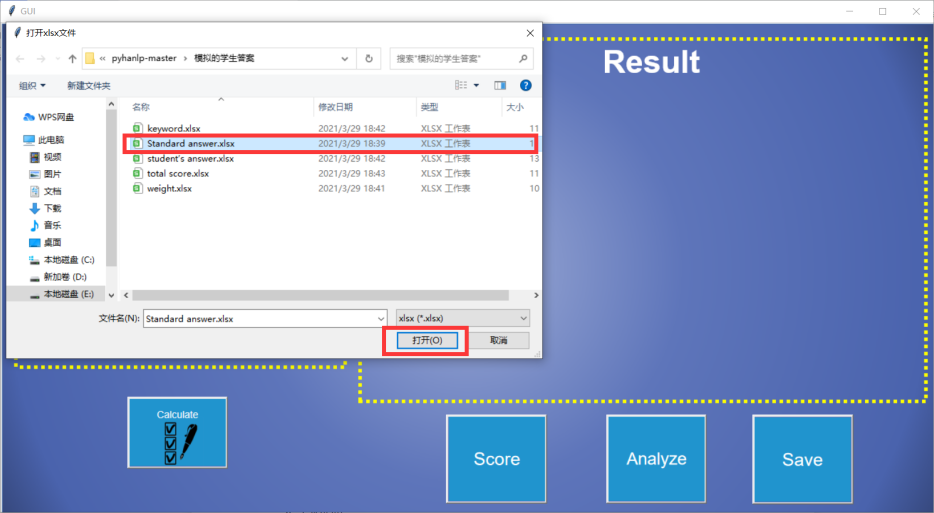 GUI
打开xlsx文件
« pyhanlp-master › 模拟的学生答案
搜索"模拟的学生答案"
组织
新建文件夹
名称 修改日期 类型 大小
WPS网盘
此电脑
视频
图片
文档
下载
音乐
桌面
本地磁盘 (C:)
新加卷 (D:)
本地磁盘 (E:)
keyword.xlsx 2021/3/29 18:42 XLSX 工作表 11
Standard answer.xlsx 2021/3/29 18:39 XLSX 工作表
student's answer.xlsx 2021/3/29 18:42 XLSX 工作表 13
total score.xlsx 2021/3/29 18:43 XLSX 工作表 11
weight.xlsx 2021/3/29 18:41 XLSX 工作表 10
文件名(N): Standard answer.xlsx
xlsx (*.xlsx)
打开(O)
取消
Result
Calculate
Score
Analyze
Save